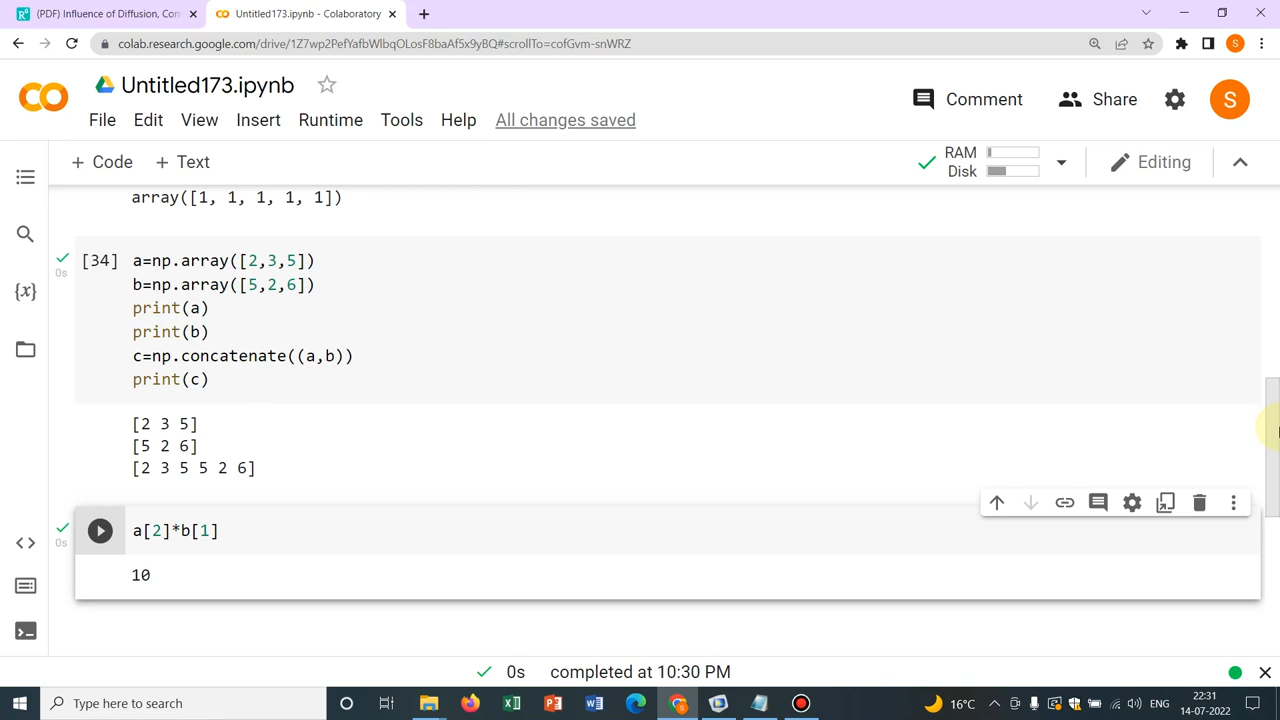 (PDF) Influence of Diffusion, Con
Untitled173.ipynb - Colaboratory
colab.research.google.com/drive/1Z7wp2PefYafbWlbqOLosF8baAf5x9yBQ#scrollTo=cofGvm-snWRZ
S
Untitled173.ipynb
Comment
Share
S
File Edit View Insert Runtime Tools Help All changes saved
+ Code + Text
RAM
Disk
Editing
array([1, 1, 1, 1, 1])
[34] a=np.array([2,3,5])
0s
b=np.array([5,2,6])
print(a)
print(b)
c=np.concatenate((a,b))
print(c)
[2 3 5]
[5 2 6]
[2 3 5 5 2 6]
{x}
a[2]*b[1]
0s
10
0s completed at 10:30 PM
Type here to search
16°C
ENG
22:31
14-07-2022